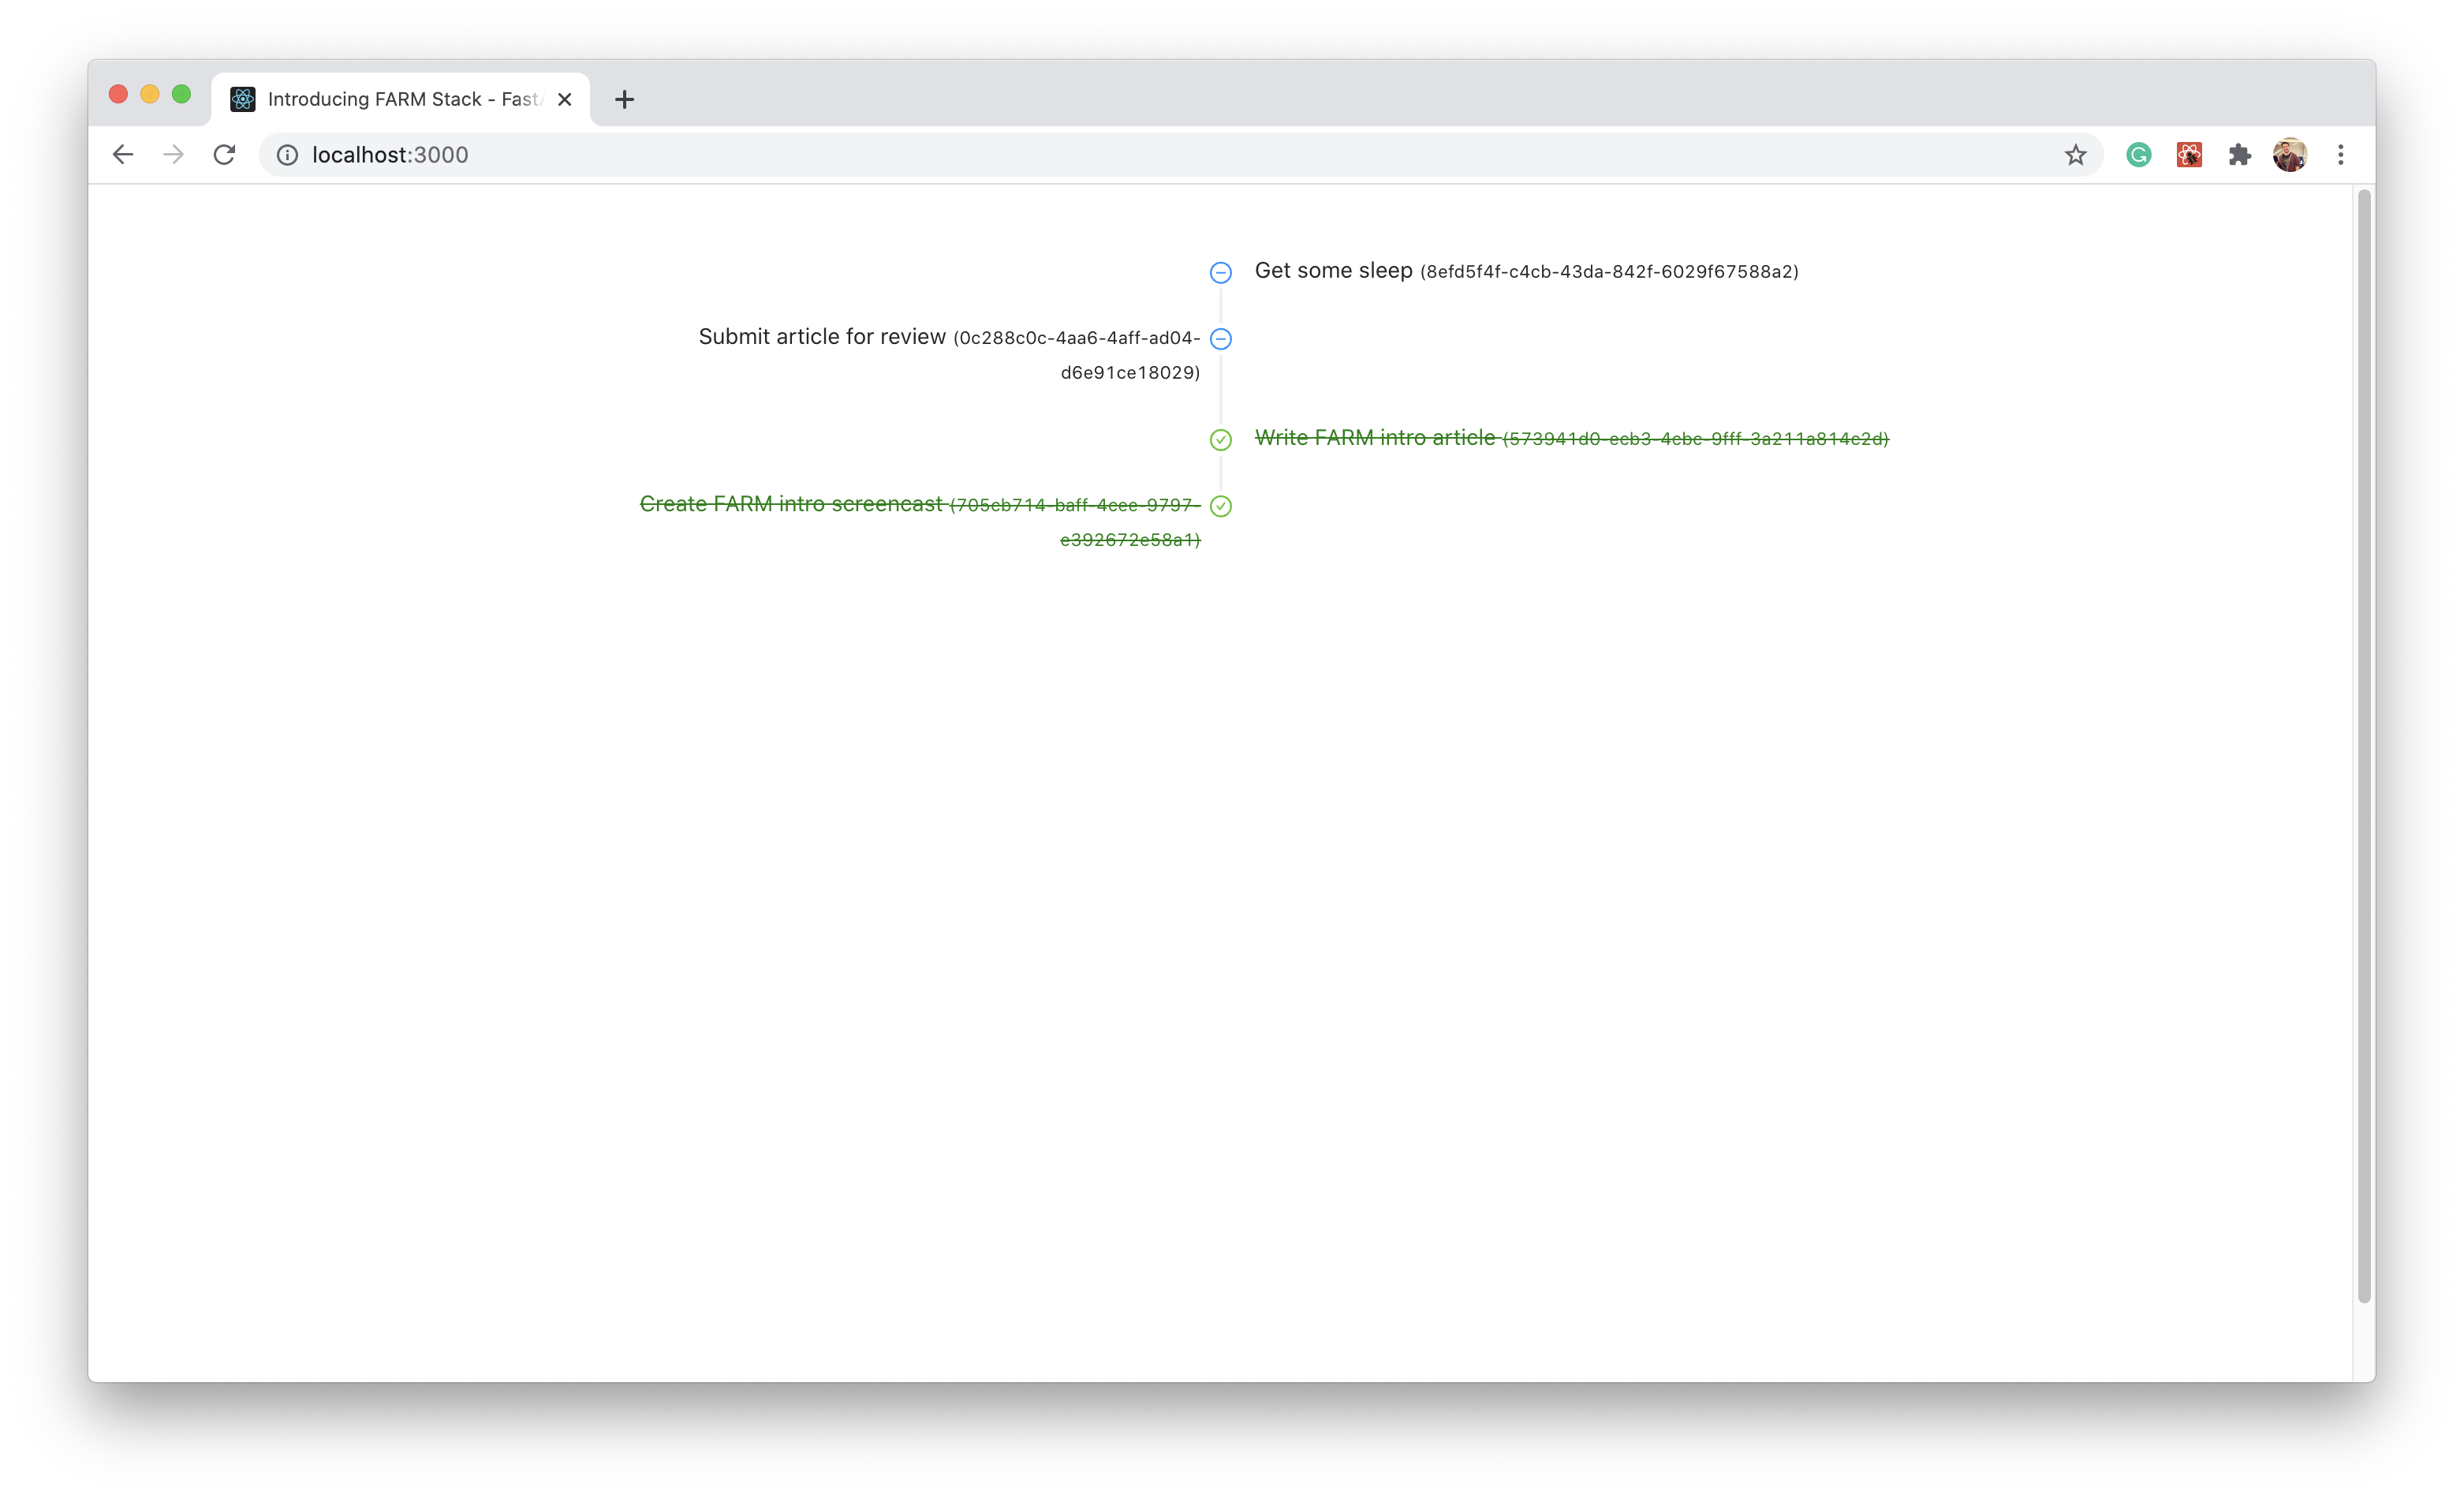 Introducing FARM Stack - Fast
localhost:3000
Get some sleep (8efd5f4f-c4cb-43da-842f-6029f67588a2)
Submit article for review (0c288c0c-4aa6-4aff-ad04-
d6e91ce18029)
Write FARM intro article (573941d0-ecb3-4cbc-9fff-3a211a814c2d)
Create FARM intro screencast (705cb714-baff-4cee-9797-
e392672e58a1)